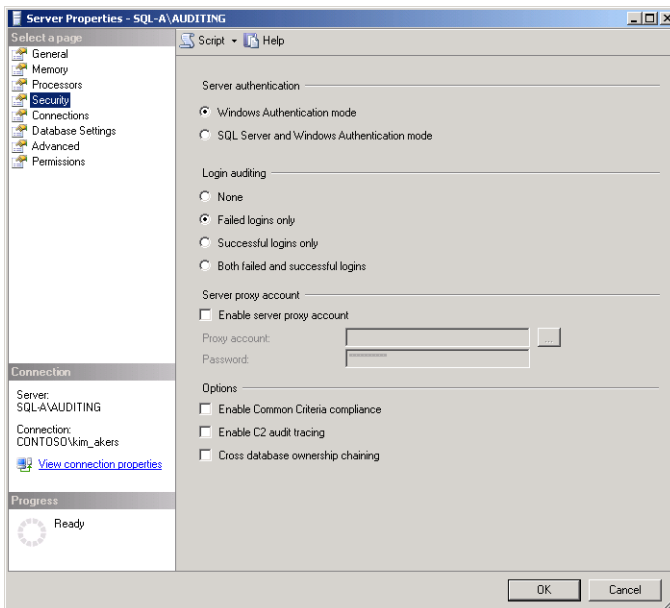 Server Properties - SQL-A\AUDITING
Select a page
General
Memory
Processors
Security
Connections
Database Settings
Advanced
Permissions
Script
Help
Server authentication
Windows Authentication mode
SQL Server and Windows Authentication mode
Login auditing
None
Failed logins only
Successful logins only
Both failed and successful logins
Server proxy account
Enable server proxy account
Proxy account:
...
Password:
**********
Options
Enable Common Criteria compliance
Enable C2 audit tracing
Cross database ownership chaining
Connection
Server:
SQL-A\AUDITING
Connection:
CONTOSO\kim_akers
View connection properties
Progress
Ready
OK
Cancel